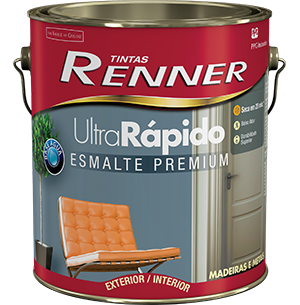 TINTAS
RENNER
UltraRápido
ESMALTE PREMIUM
EXTERIOR / INTERIOR
MADEIRAS E METAIS